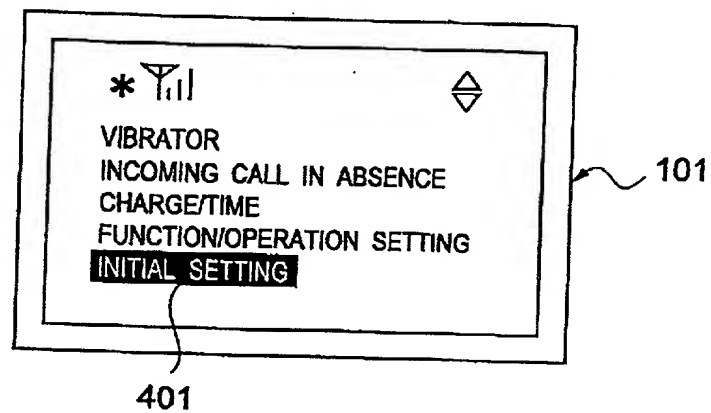 *
VIBRATOR
INCOMING CALL IN ABSENCE
CHARGE/TIME
FUNCTION/OPERATION SETTING
INITIAL SETTING
101
401